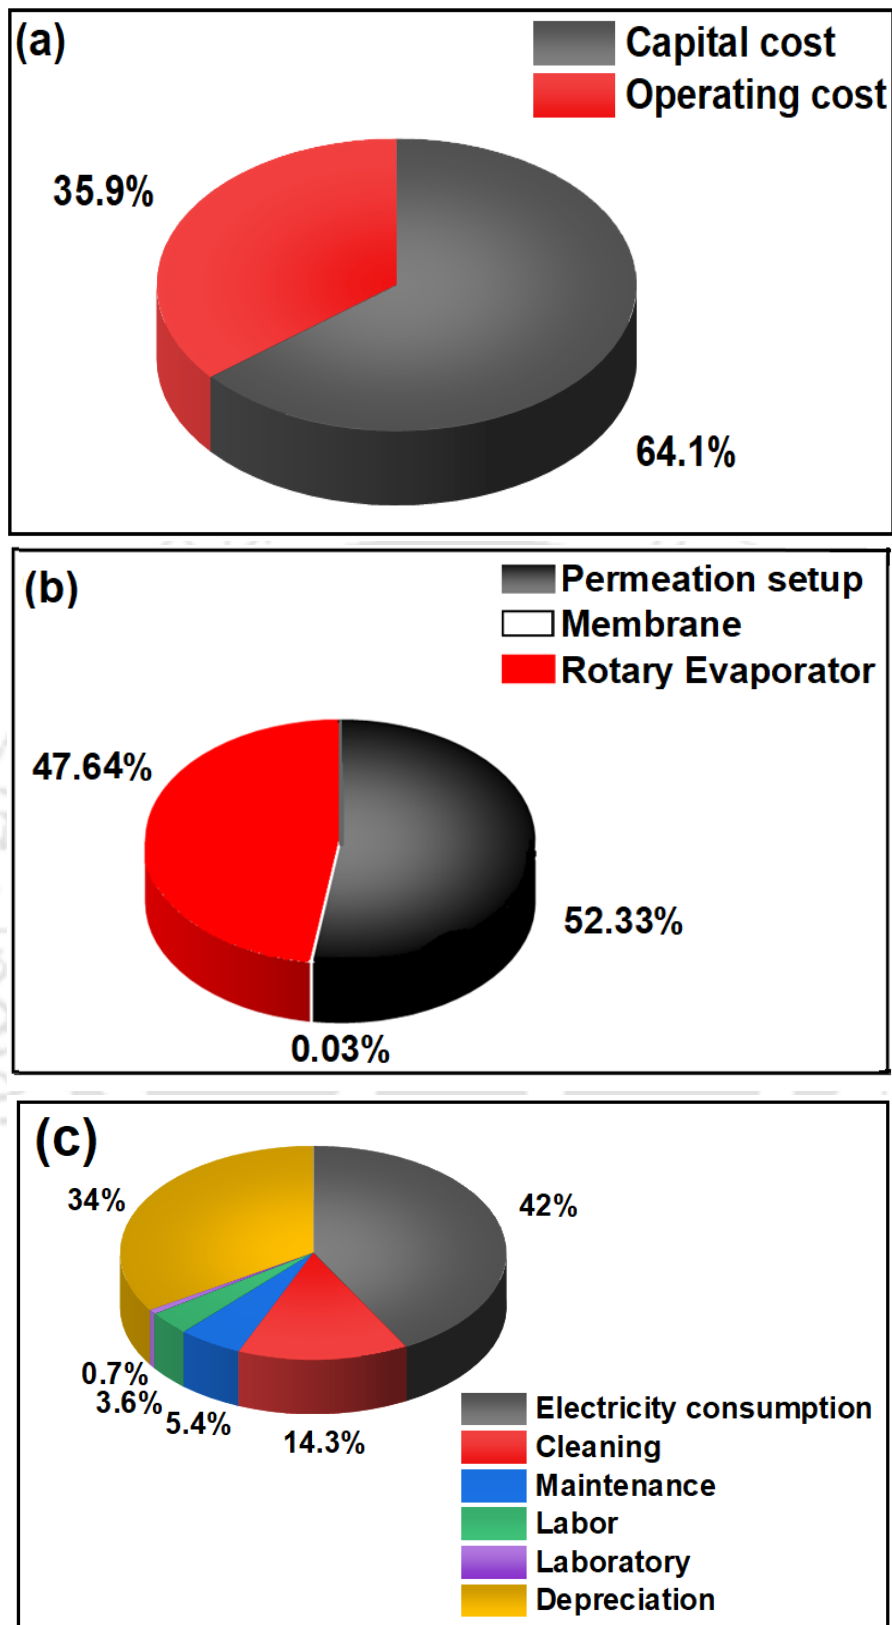 (a)
Capital cost
Operating cost
35.9%
64.1%
(b)
Permeation setup
Membrane
Rotary Evaporator
47.64%
52.33%
0.03%
(c)
34%
42%
0.7%
3.6%
5.4%
14.3%
Electricity consumption
Cleaning
Maintenance
Labor
Laboratory
Depreciation